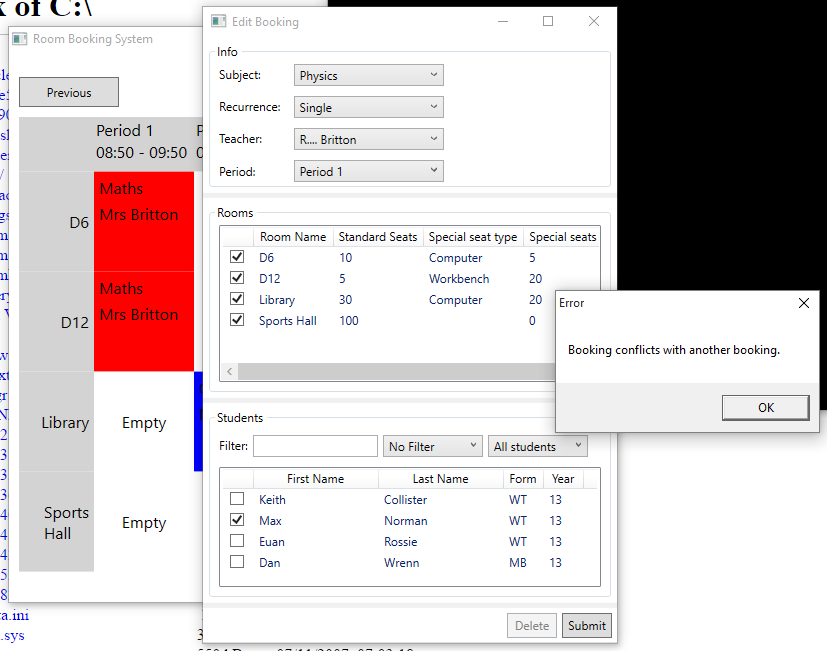 k of C:\
Room Booking System
Previous
Period 1
08:50 - 09:50
D6
Maths
Mrs Britton
D12
Maths
Mrs Britton
Library
Empty
Sports
Hall
Empty
ta.ini
.sys
Edit Booking
Info
Subject:
Physics
Recurrence:
Single
Teacher:
R.... Britton
Period:
Period 1
Rooms
Room Name Standard Seats Special seat type Special seats
D6 10 Computer 5
D12 5 Workbench 20
Library 30 Computer 20
Sports Hall 100 0
Students
Filter:
No Filter
All students
First Name Last Name Form Year
Keith Collister WT 13
Max Norman WT 13
Euan Rossie WT 13
Dan Wrenn MB 13
Delete
Submit
Error
Booking conflicts with another booking.
OK